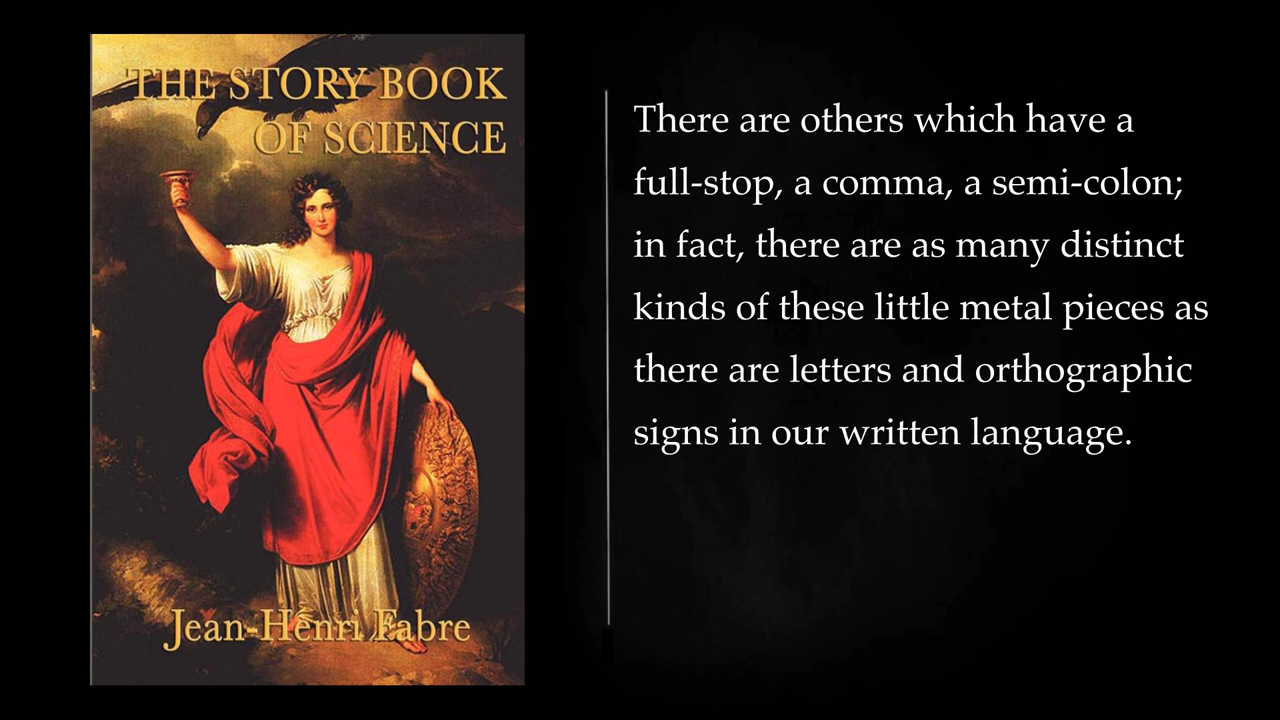 THE STORY BOOK
OF SCIENCE
Jean-Henri Fabre
There are others which have a
full-stop, a comma, a semi-colon;
in fact, there are as many distinct
kinds of these little metal pieces as
there are letters and orthographic
signs in our written language.